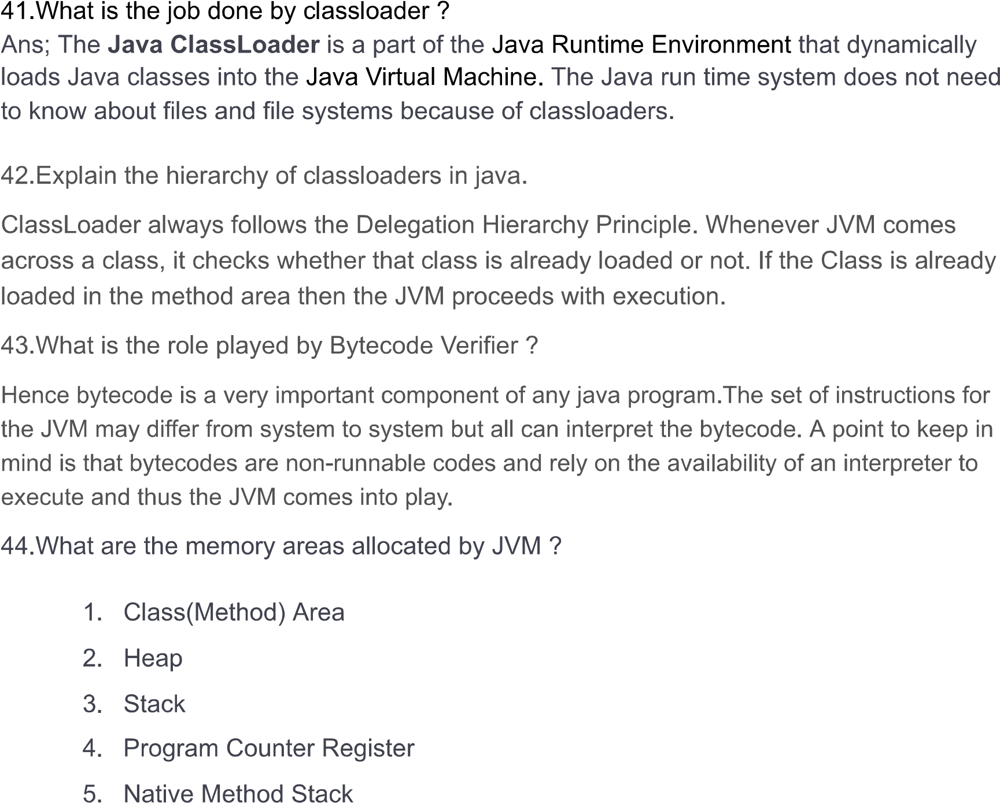 41.What is the job done by classloader ?
Ans; The Java ClassLoader is a part of the Java Runtime Environment that dynamically
loads Java classes into the Java Virtual Machine. The Java run time system does not need
to know about files and file systems because of classloaders.
42.Explain the hierarchy of classloaders in java.
ClassLoader always follows the Delegation Hierarchy Principle. Whenever JVM comes
across a class, it checks whether that class is already loaded or not. If the Class is already
loaded in the method area then the JVM proceeds with execution.
43.What is the role played by Bytecode Verifier ?
Hence bytecode is a very important component of any java program.The set of instructions for
the JVM may differ from system to system but all can interpret the bytecode. A point to keep in
mind is that bytecodes are non-runnable codes and rely on the availability of an interpreter to
execute and thus the JVM comes into play.
44.What are the memory areas allocated by JVM ?
1. Class(Method) Area
2. Heap
3. Stack
4. Program Counter Register
5. Native Method Stack